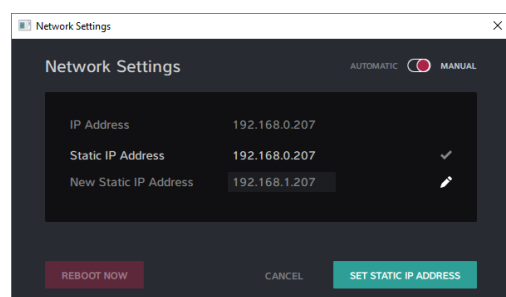 Network Settings
Network Settings
AUTOMATIC MANUAL
IP Address 192.168.0.207
Static IP Address 192.168.0.207
New Static IP Address 192.168.1.207
REBOOT NOW CANCEL SET STATIC IP ADDRESS